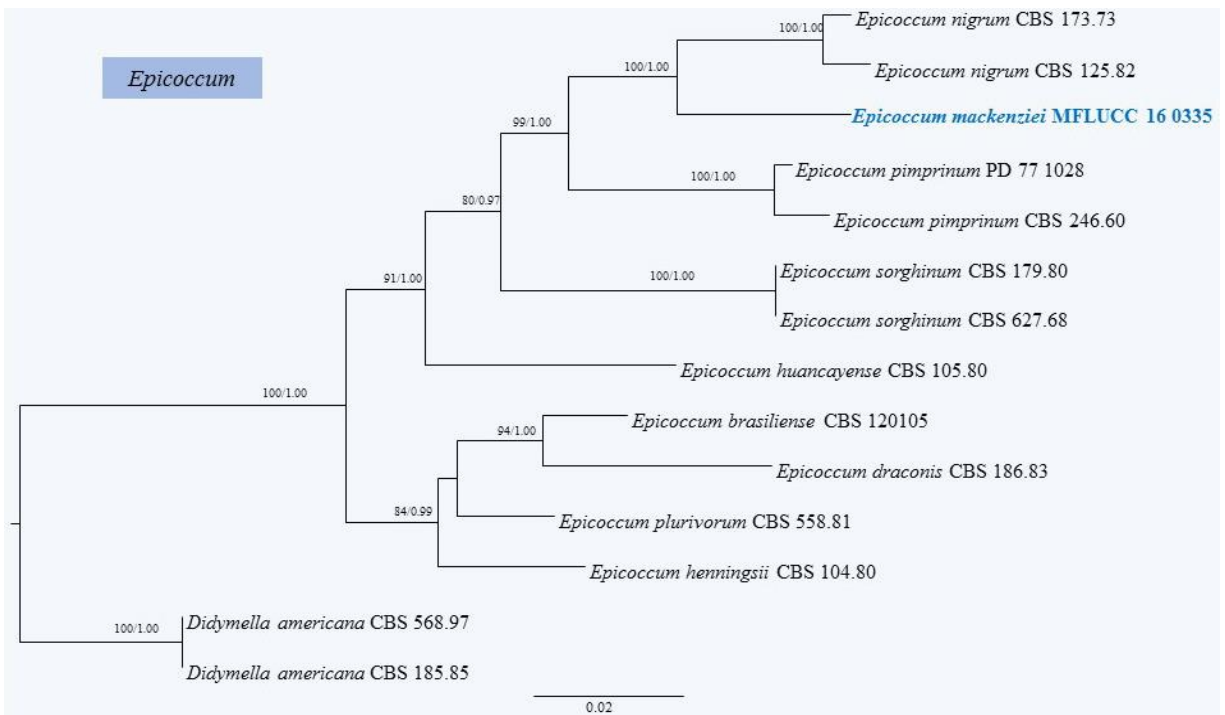 Epicoccum nigrum CBS 173.73
100/1.00
Epicoccum
100/1.00
Epicoccum nigrum CBS 125.82
99/1.00
Epicoccum mackenziei MFLUCC 16 0335
100/1.00
Epicoccum pimprinum PD 77 1028
80/0.97
Epicoccum pimprinum CBS 246.60
91/1.00
100/1.00
Epicoccum sorghinum CBS 179.80
Epicoccum sorghinum CBS 627.68
Epicoccum huancayense CBS 105.80
100/1.00
Epicoccum brasiliense CBS 120105
94/1.00
Epicoccum draconis CBS 186.83
84/0.99
Epicoccum plurivorum CBS 558.81
Epicoccum henningsii CBS 104.80
100/1.00
Didymella americana CBS 568.97
Didymella americana CBS 185.85
0.02